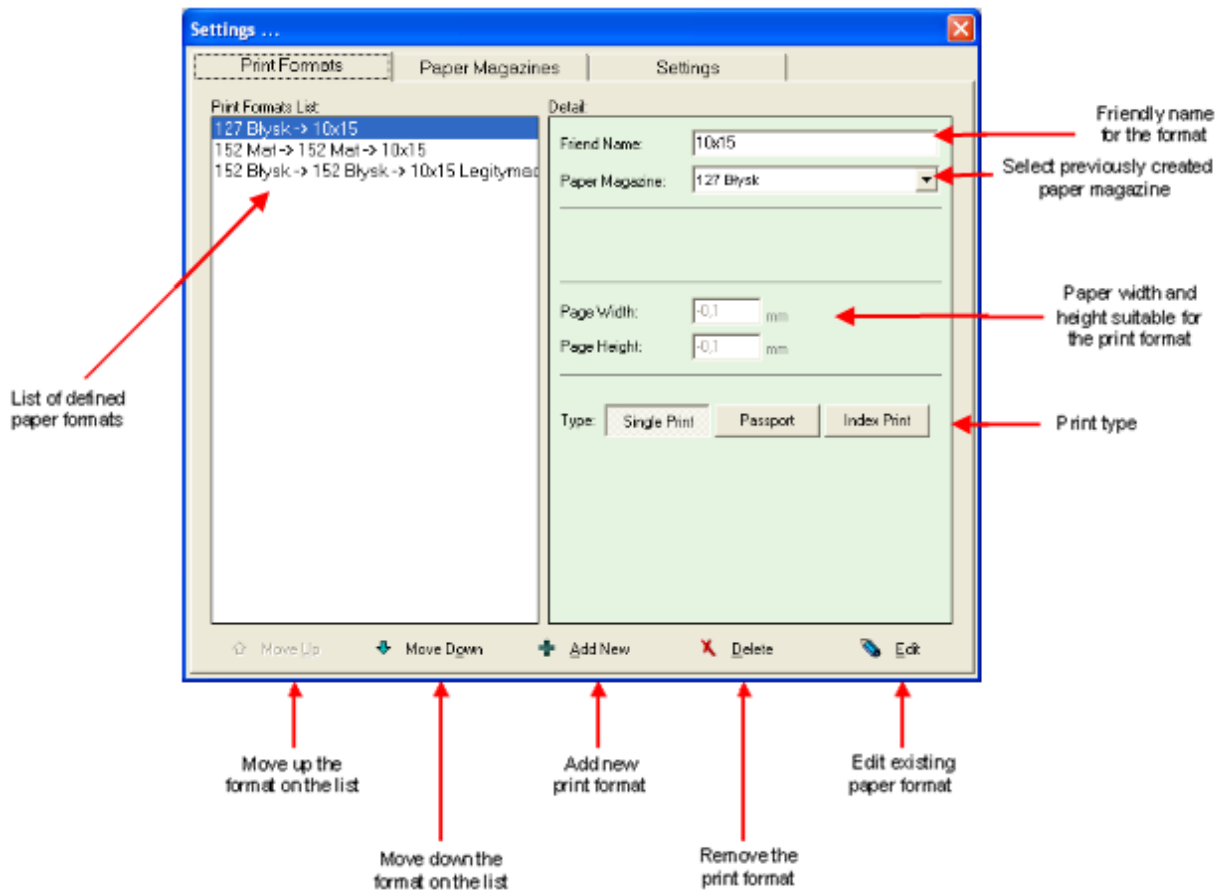 Settings ...
Print Formats
Paper Magazines
Settings
Print Formats List:
127 Błysk -> 10x15
152 Mat -> 152 Mat -> 10x15
152 Błysk -> 152 Błysk -> 10x15 Legitymac
Detail:
Friend Name:
10x15
Paper Magazine:
127 Błysk
Page Width:
-0,1
mm
Page Height:
-0,1
mm
Type:
Single Print
Passport
Index Print
Move Up
Move Down
Add New
Delete
Edit
Friendly name
for the format
Select previously created
paper magazine
Paper width and
height suitable for
the print format
Print type
List of defined
paper formats
Move up the
format on the list
Move down the
format on the list
Add new
print format
Remove the
print format
Edit existing
paper format